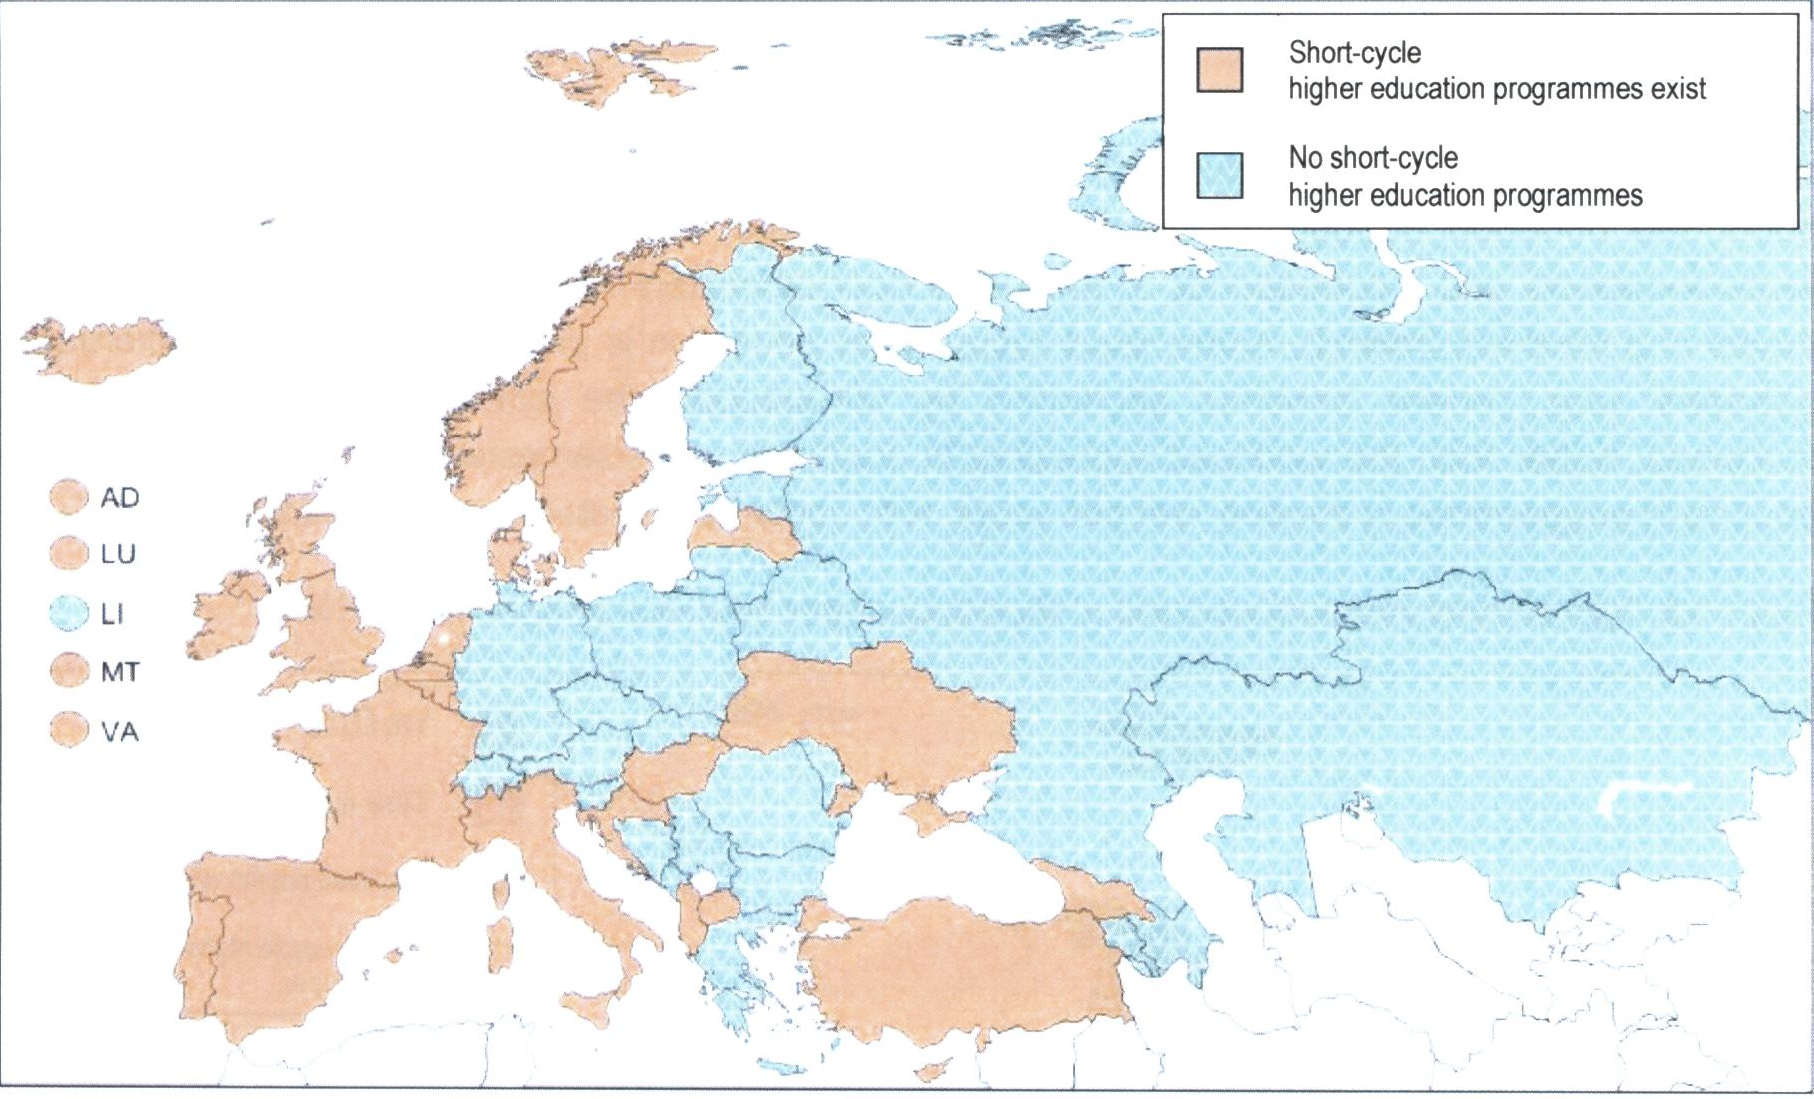 Short-cycle
higher education programmes exist
No short-cycle
higher education programmes
AD
LU
LI
MT
VA